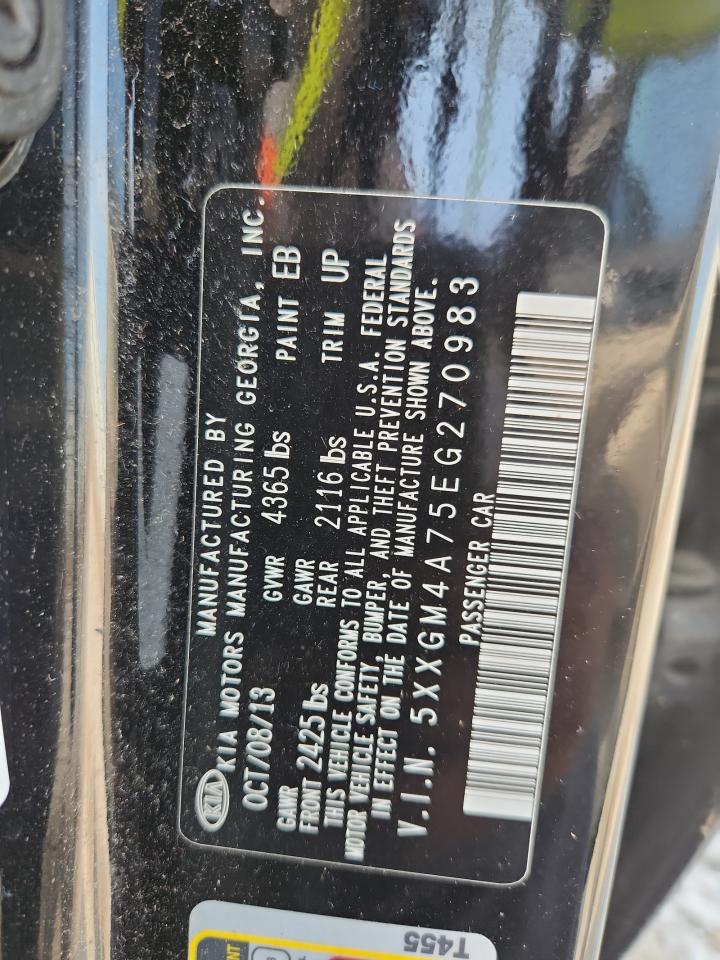 KIA
MANUFACTURED BY
KIA MOTORS MANUFACTURING GEORGIA, INC.
OCT/08/13 GVWR 4365 lbs PAINT EB
GAWR GAWR
FRONT 2425 lbs REAR 2116 lbs TRIM UP
THIS VEHICLE CONFORMS TO ALL APPLICABLE U.S.A. FEDERAL
MOTOR VEHICLE SAFETY, BUMPER, AND THEFT PREVENTION STANDARDS
IN EFFECT ON THE DATE OF MANUFACTURE SHOWN ABOVE.
V.I.N. 5XXGM4A75EG270983
PASSENGER CAR
T455